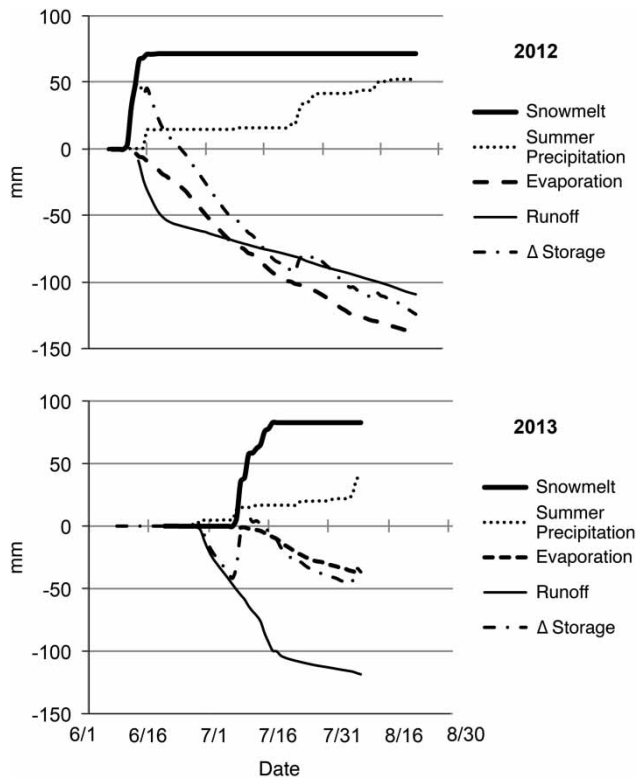 100
50
0
-50
-100
-150
mm
2012
Snowmelt
Summer
Precipitation
Evaporation
Runoff
Δ Storage
100
50
0
-50
-100
-150
mm
2013
Snowmelt
Summer
Precipitation
Evaporation
Runoff
Δ Storage
6/1 6/16 7/1 7/16 7/31 8/16 8/30
Date